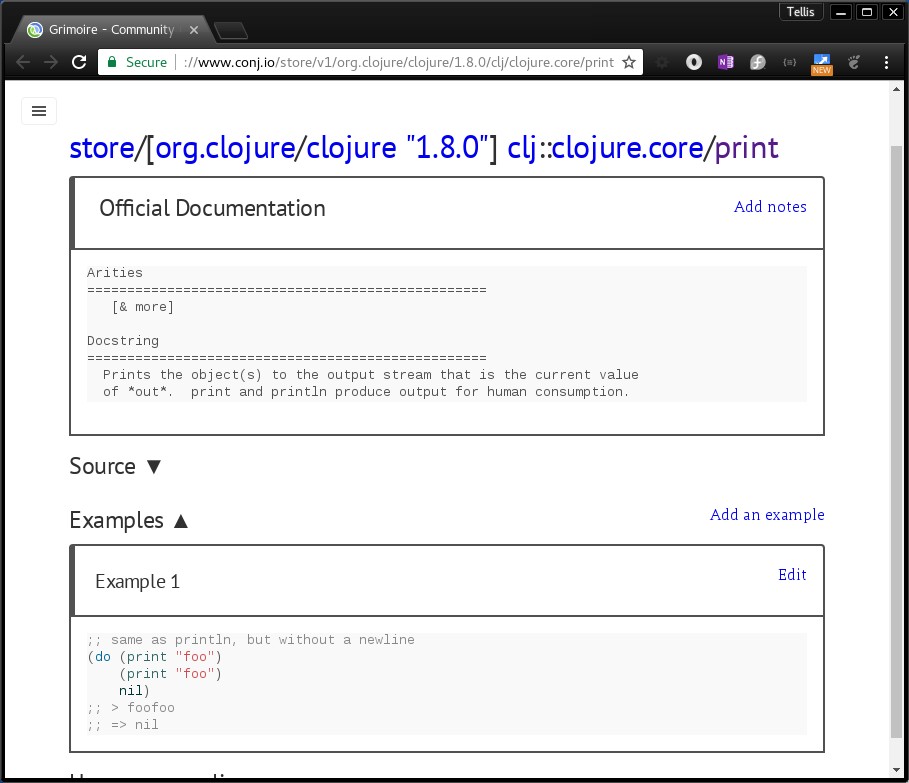 Tellis
Grimoire - Community
Secure ://www.conj.io/store/v1/org.clojure/clojure/1.8.0/clj/clojure.core/print
NEW
store/[org.clojure/clojure "1.8.0"] clj::clojure.core/print
Official Documentation
Add notes
Arities
==================================================
[& more]
Docstring
==================================================
Prints the object(s) to the output stream that is the current value
of *out*.  print and println produce output for human consumption.
Source ▼
Examples ▲
Add an example
Example 1
Edit
;; same as println, but without a newline
(do (print "foo")
(print "foo")
nil)
;; > foofoo
;; => nil